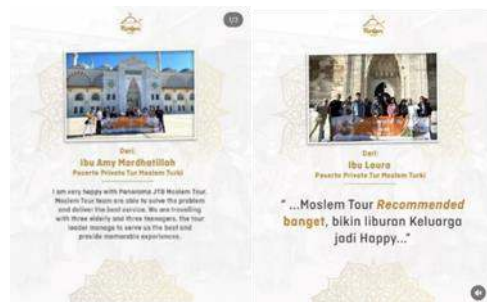 1/2
Dari:
Ibu Amy Mardhatillah
Peserta Private Tur Moslem Turki
I am very happy with Panorama JTB Moslem Tour.
Moslem Tour team are able to solve the problem
and deliver the best service. We are travelling
with three elderly and three teenagers, the tour
leader manage to serve us the best and
provide memorable experiences.
Dari:
Ibu Laura
Peserta Private Tur Moslem Turki
“ ...Moslem Tour Recommended
banget, bikin liburan Keluarga
jadi Happy...”